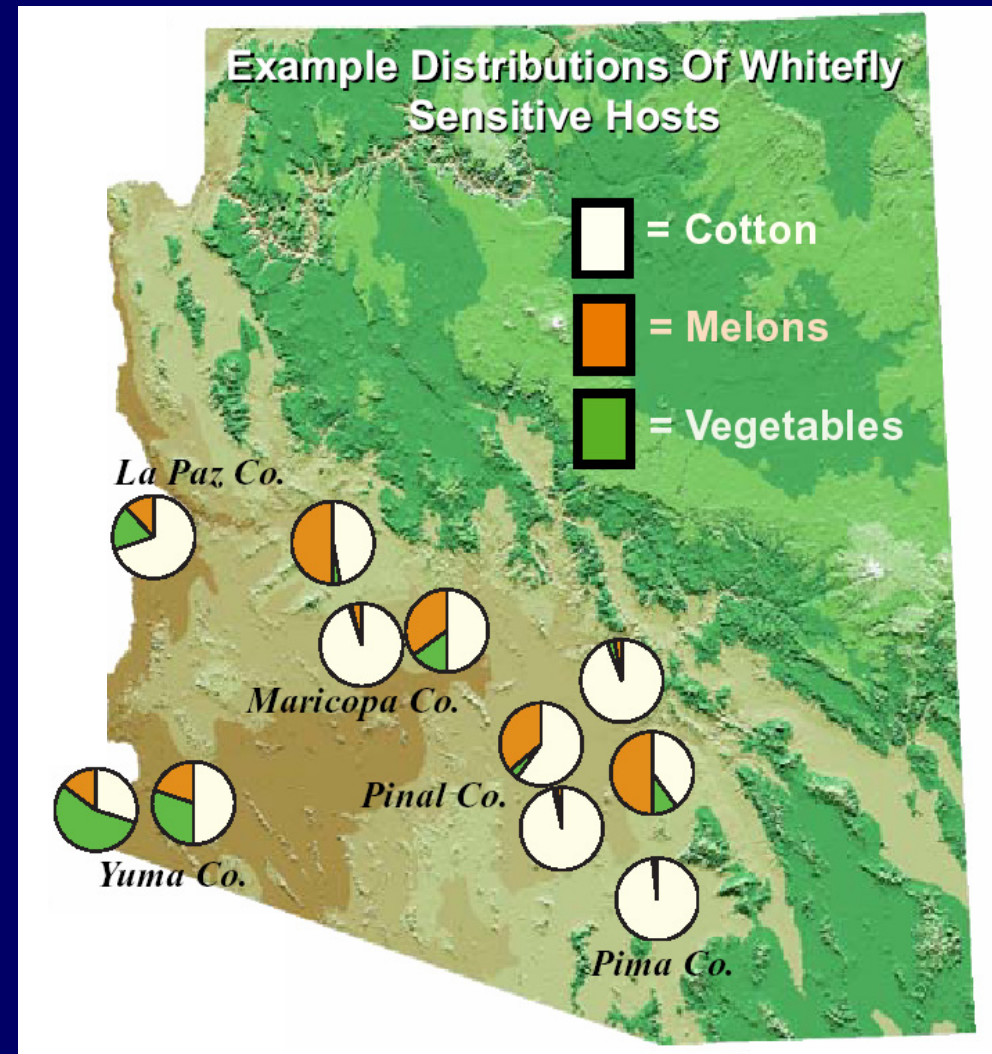 Example Distributions Of Whitefly
Sensitive Hosts
= Cotton
= Melons
= Vegetables
La Paz Co.
Maricopa Co.
Pinal Co.
Yuma Co.
Pima Co.